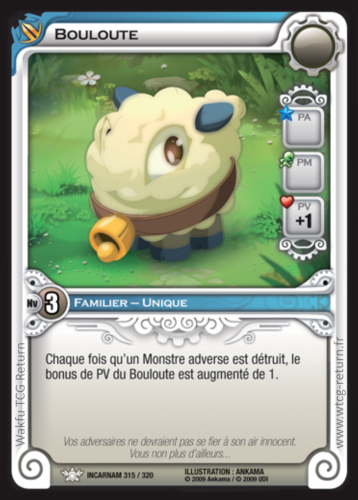 BOULOUTE
PA
PM
PV
+1
Nv 3 FAMILIER – UNIQUE
Chaque fois qu'un Monstre adverse est détruit, le
bonus de PV du Bouloute est augmenté de 1.
Vos adversaires ne devraient pas se fier à son air innocent.
Vous non plus d'ailleurs...
INCARNAM 315 / 320
ILLUSTRATION : ANKAMA
© 2009 Ankama / © 2009 UDI
Wakfu TCG Return
www.wtcg-return.fr